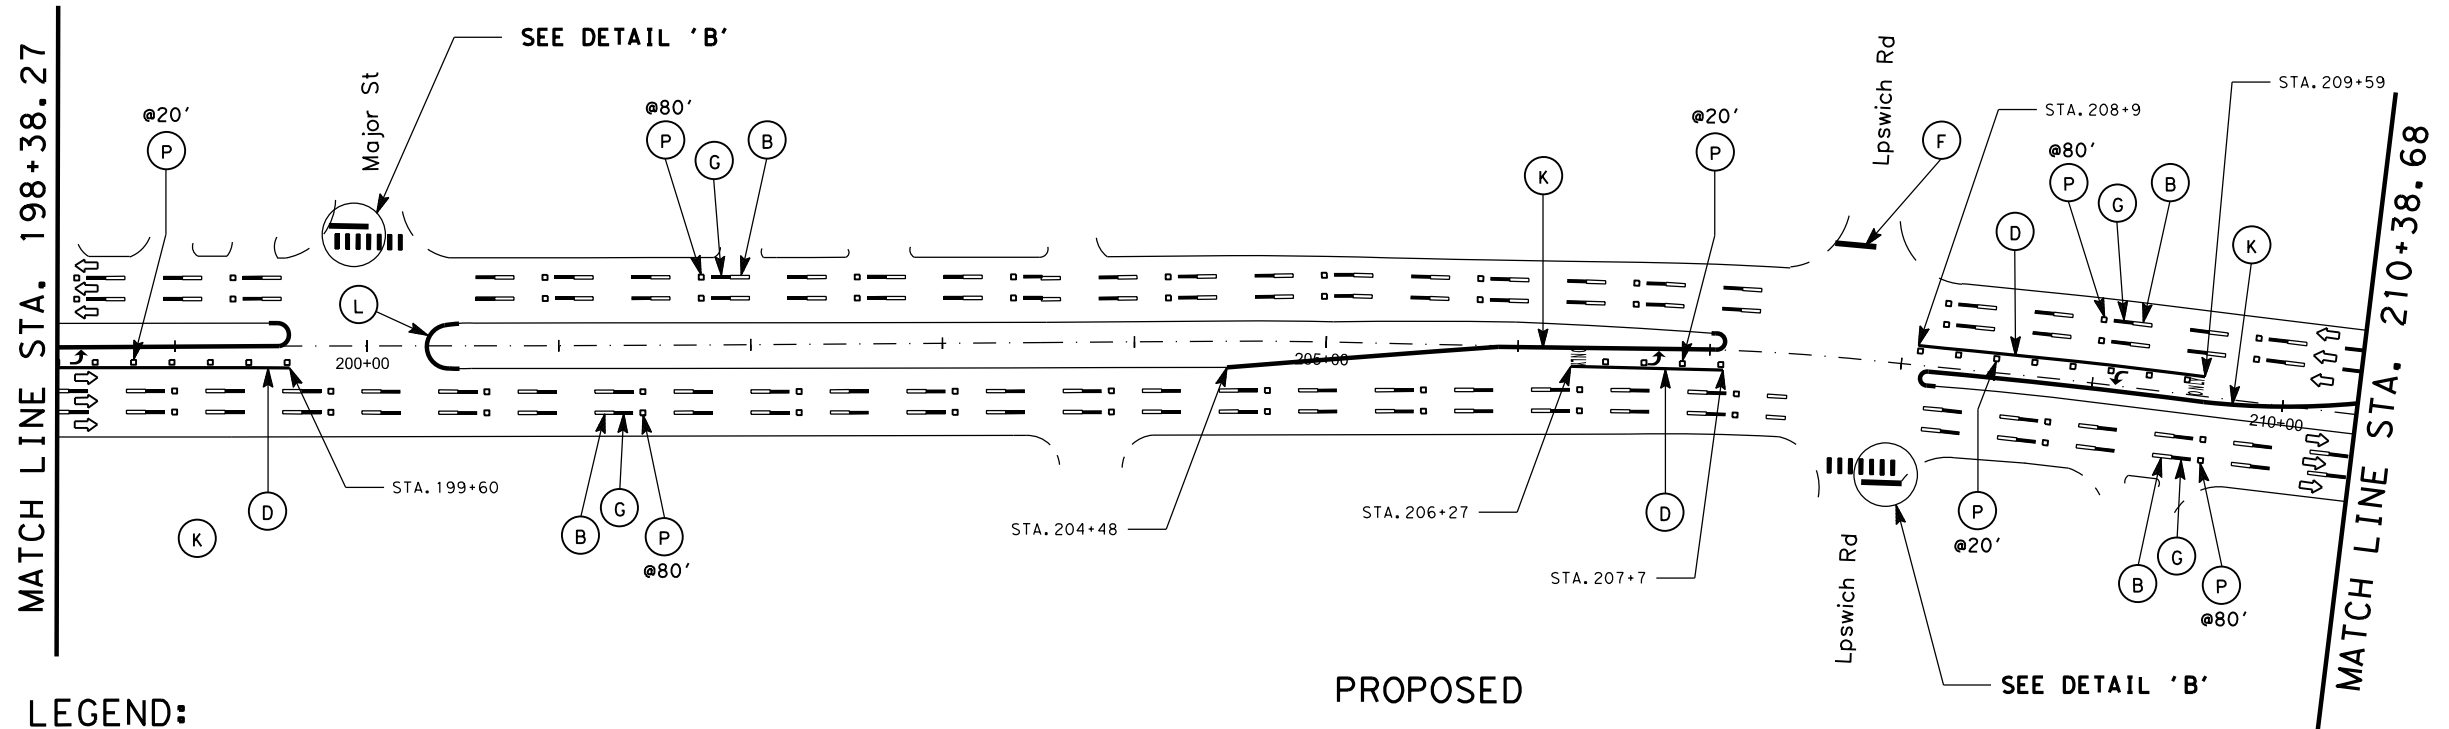 MATCH LINE STA. 198+38.27
@20'
P
Major St
SEE DETAIL 'B'
L
@80'
P
G
B
K
@20'
P
Lpswich Rd
F
STA.208+9
STA.209+59
@80'
P
G
B
D
K
MATCH LINE STA. 210+38.68
200+00
205+00
210+00
K
D
STA.199+60
B
G
P
@80'
STA.204+48
STA.206+27
D
STA.207+7
Lpswich Rd
P
@20'
B
G
P
@80'
SEE DETAIL 'B'
PROPOSED
LEGEND: